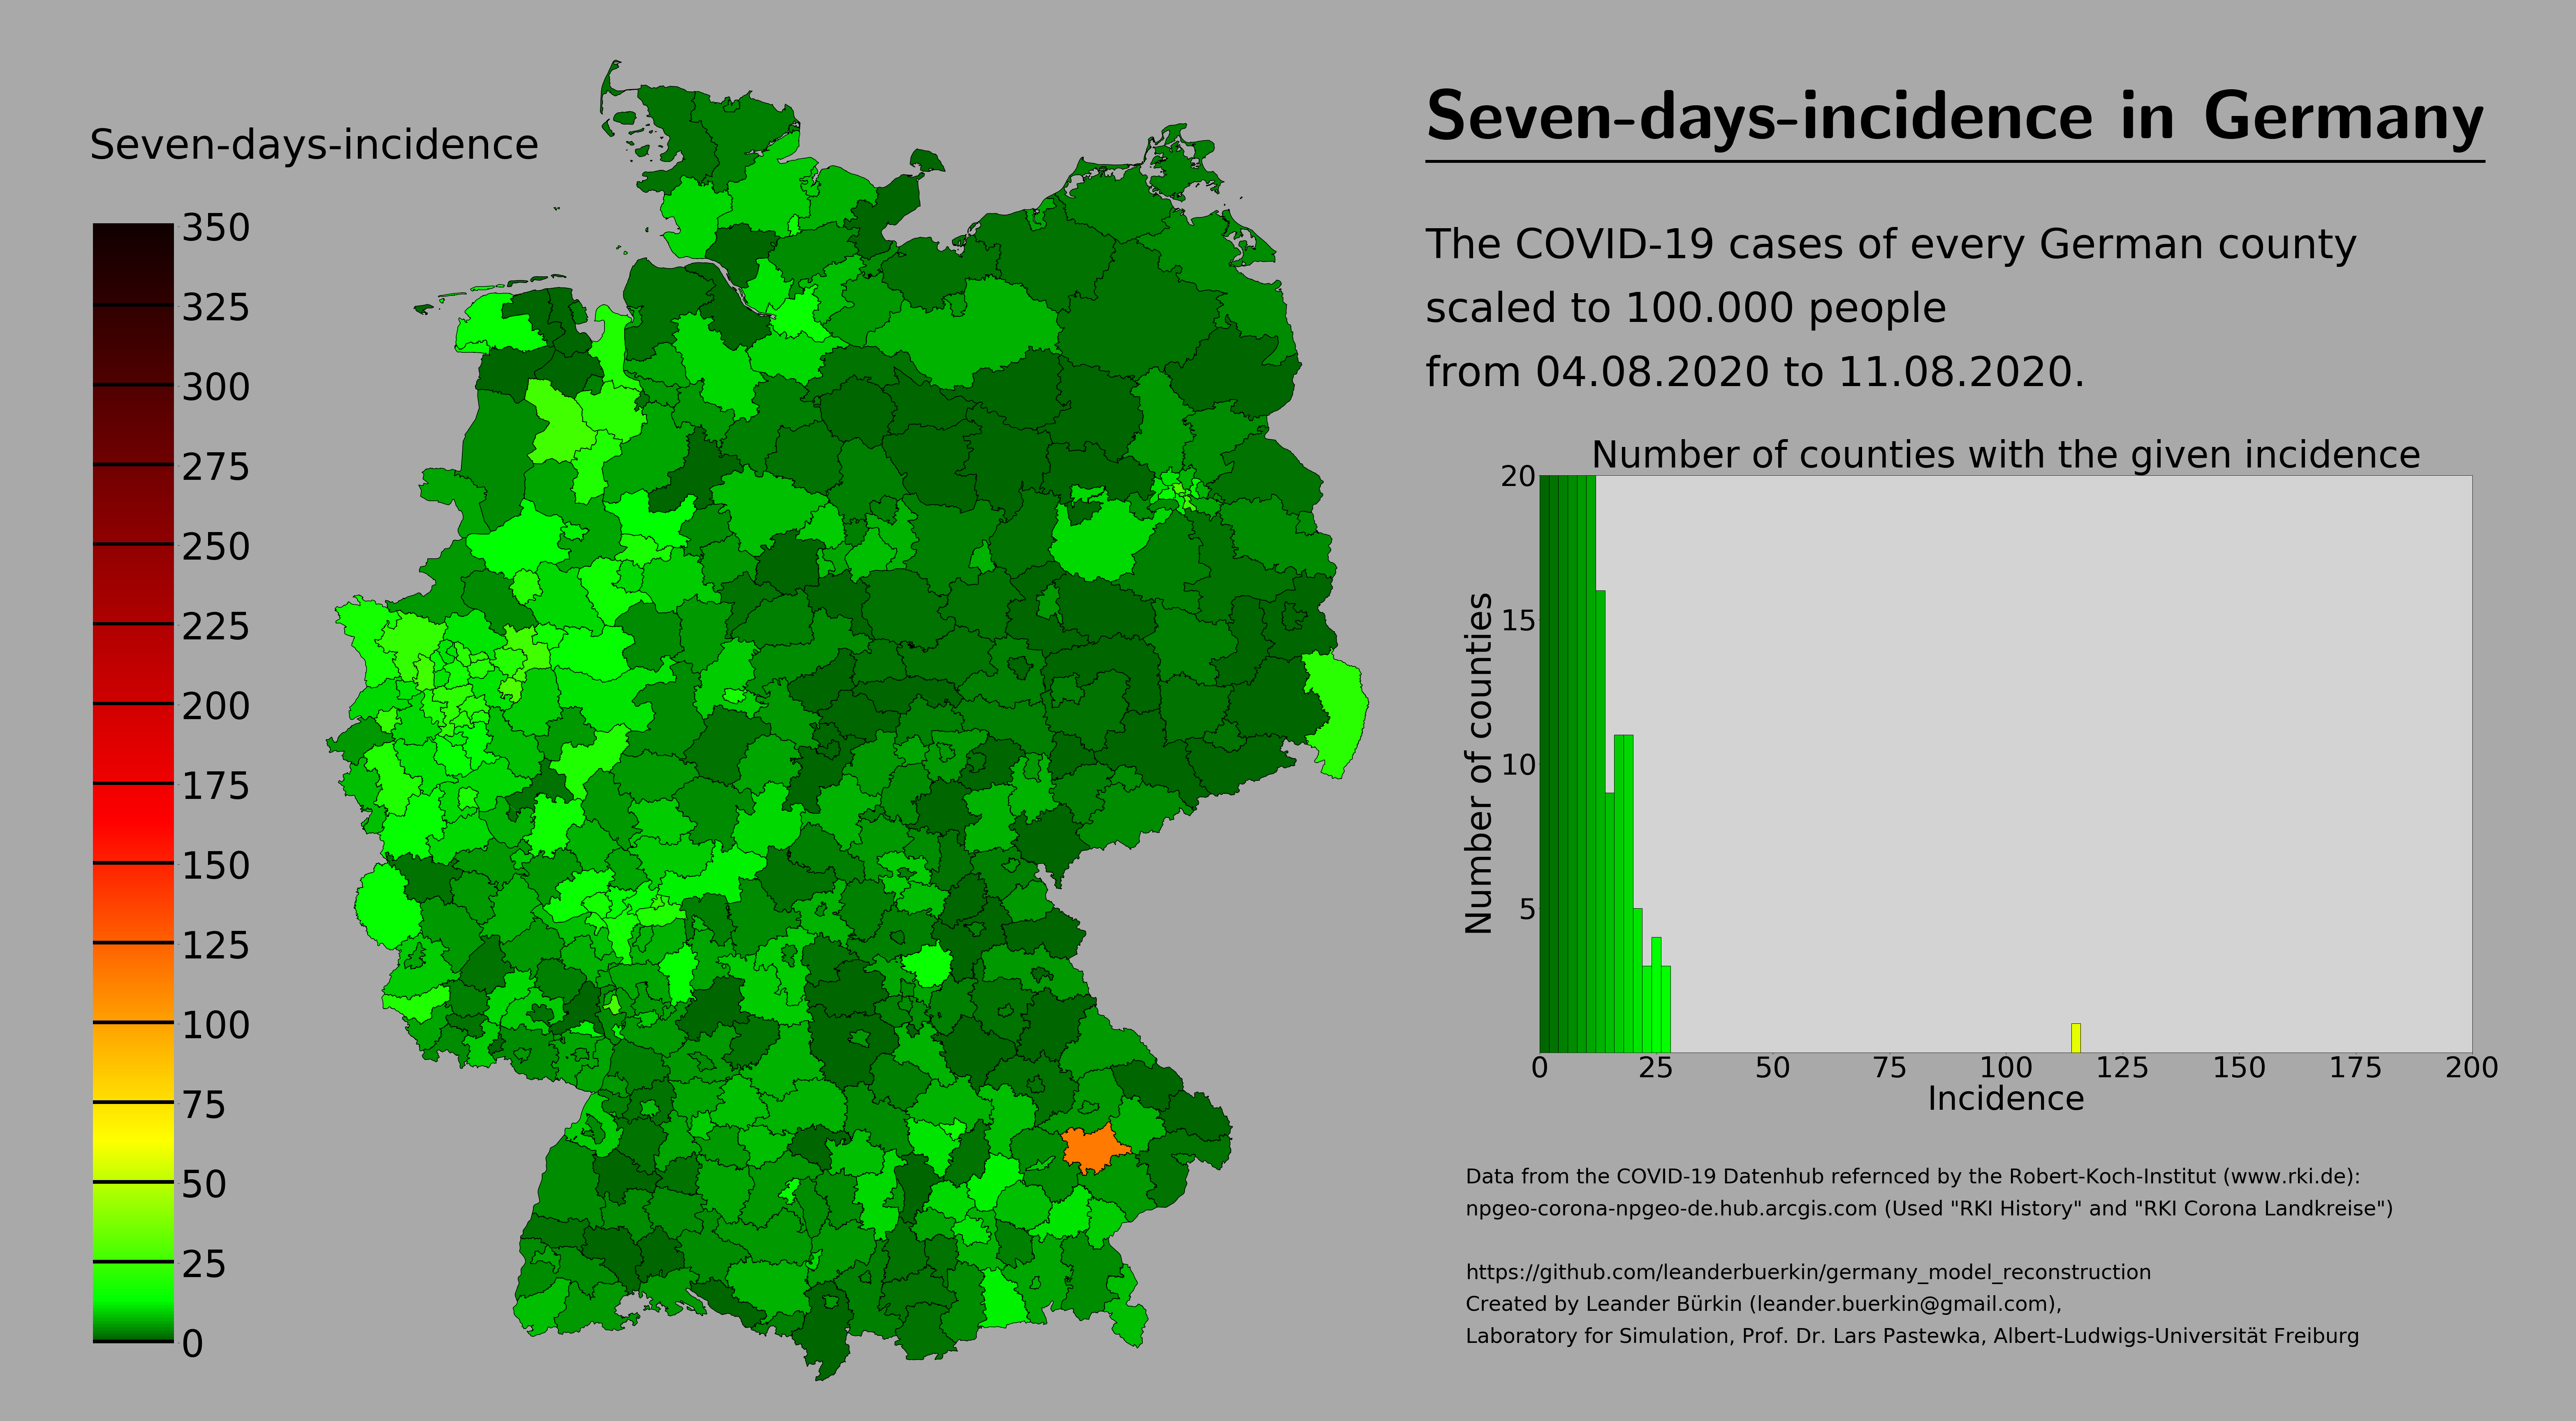 Seven-days-incidence
350
325
300
275
250
225
200
175
150
125
100
75
50
25
0
Seven-days-incidence in Germany
The COVID-19 cases of every German county
scaled to 100.000 people
from 04.08.2020 to 11.08.2020.
Number of counties with the given incidence
Number of counties
20
15
10
5
0 25 50 75 100 125 150 175 200
Incidence
Data from the COVID-19 Datenhub refernced by the Robert-Koch-Institut (www.rki.de):
npgeo-corona-npgeo-de.hub.arcgis.com (Used "RKI History" and "RKI Corona Landkreise")
https://github.com/leanderbuerkin/germany_model_reconstruction
Created by Leander Bürkin (leander.buerkin@gmail.com),
Laboratory for Simulation, Prof. Dr. Lars Pastewka, Albert-Ludwigs-Universität Freiburg